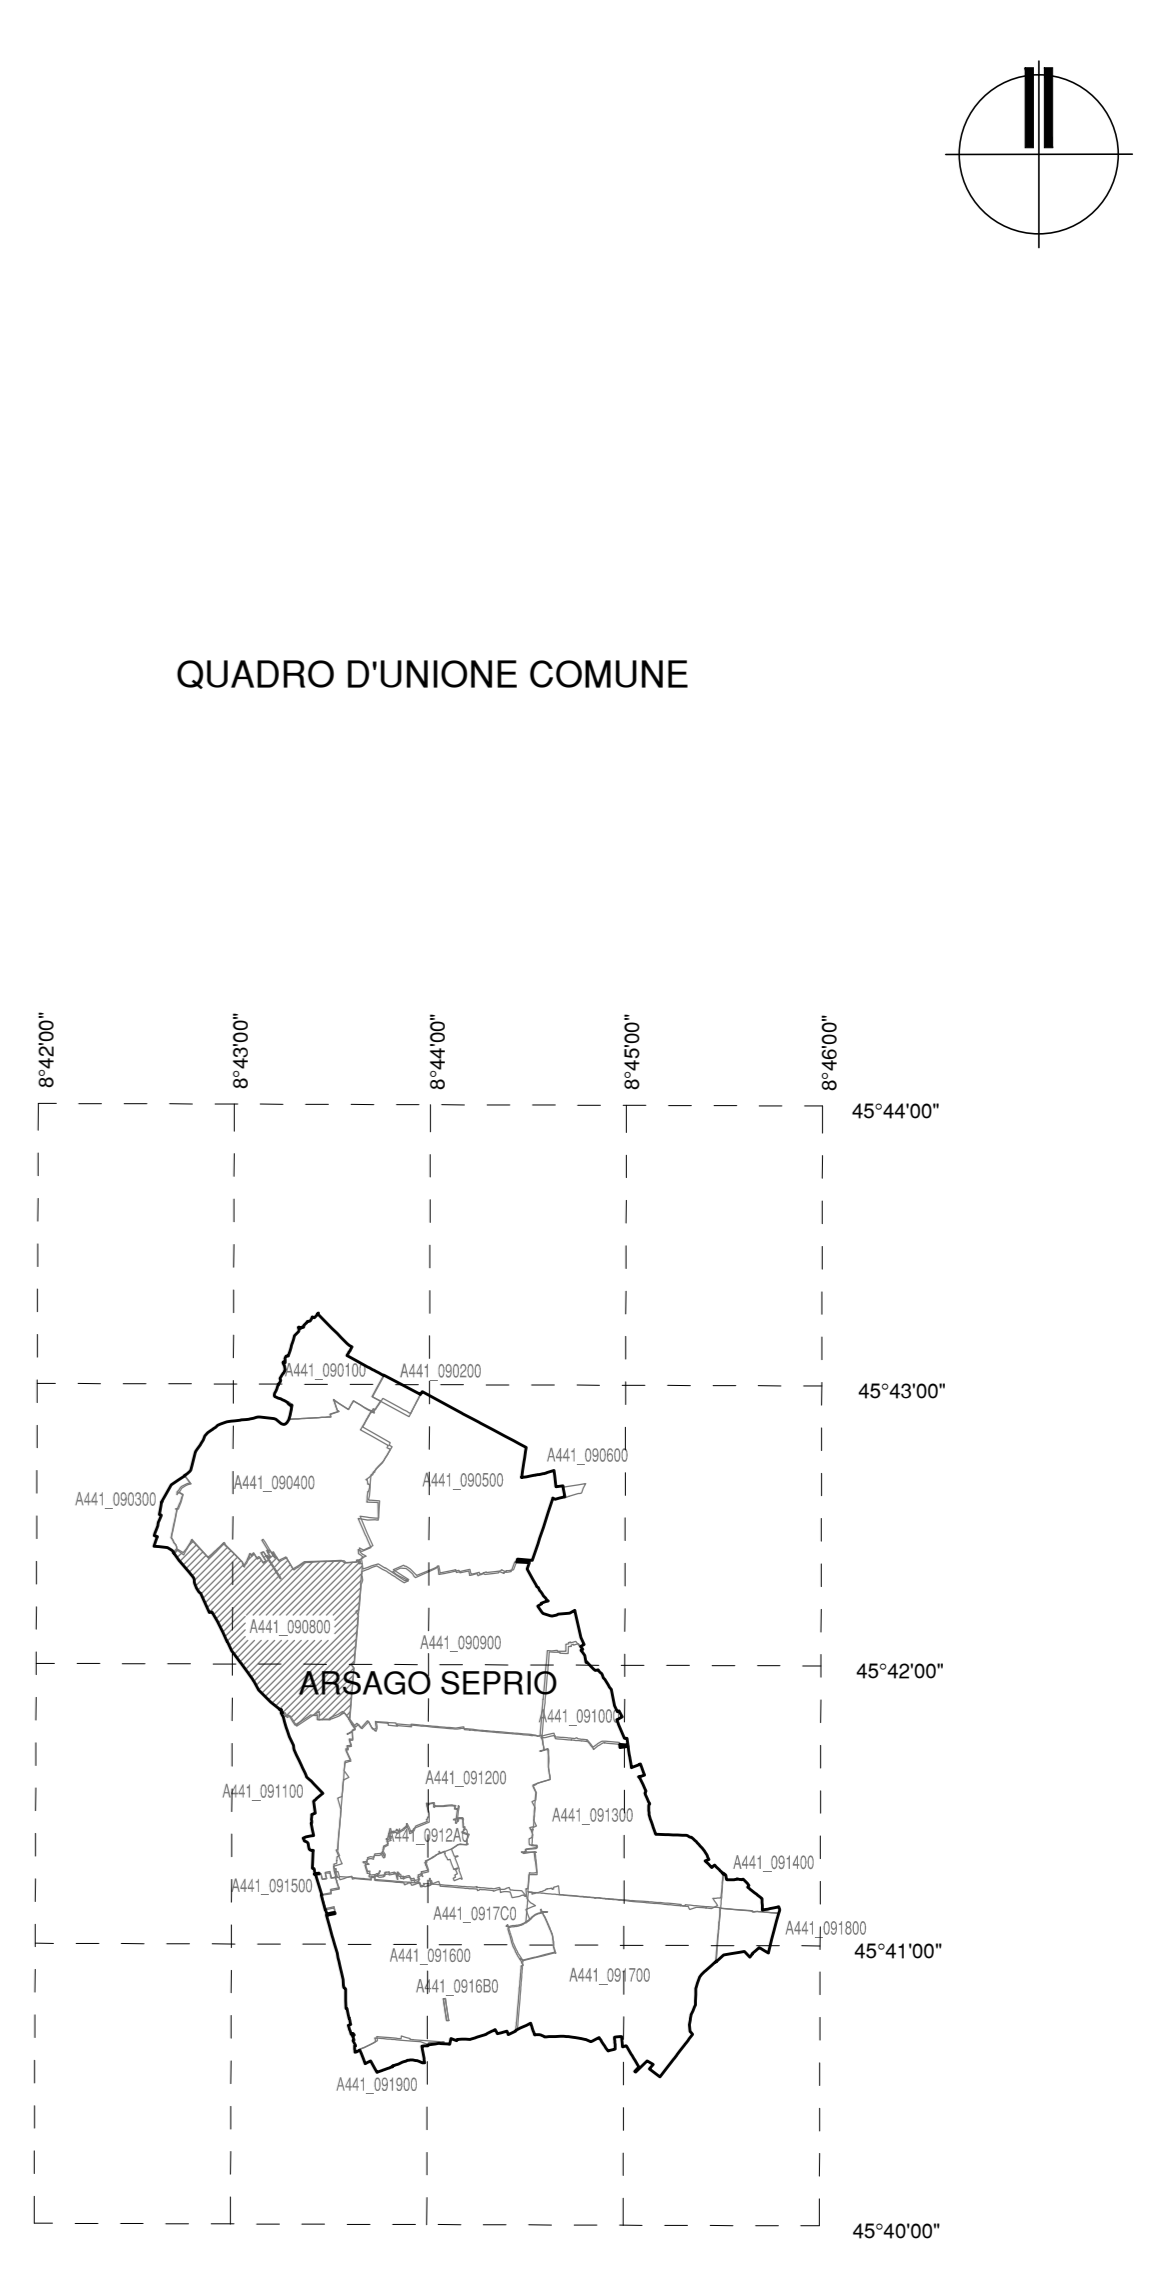 QUADRO D'UNIONE COMUNE
8°42'00"
8°43'00"
8°44'00"
8°45'00"
8°46'00"
45°44'00"
A441_090100
A441_090200
45°43'00"
A441_090600
A441_090400
A441_090500
A441_090300
A441_090800
A441_090900
45°42'00"
ARSAGO SEPRIO
A441_091000
A441_091200
A441_091100
A441_091300
A441_0912A0
A441_091400
A441_091500
A441_0917C0
A441_091800
45°41'00"
A441_091600
A441_091700
A441_0916B0
A441_091900
45°40'00"